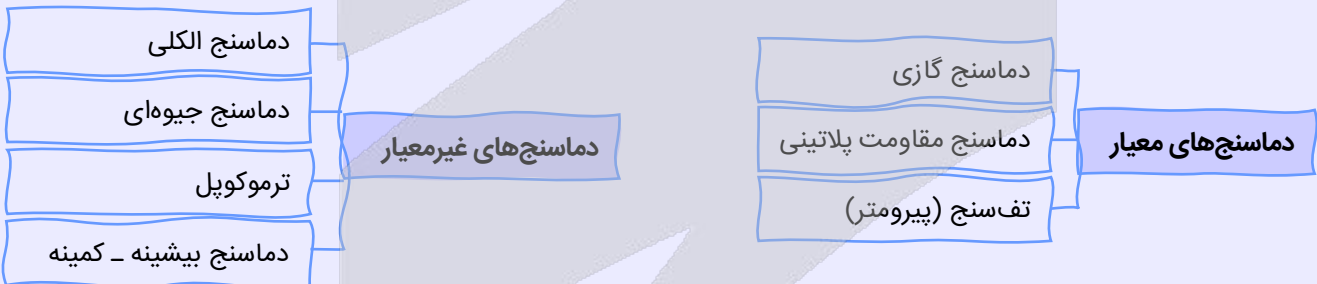 دماسنج‌های معیار
دماسنج گازی
دماسنج مقاومت پلاتینی
تف‌سنج (پیرومتر)
دماسنج‌های غیرمعیار
دماسنج الکلی
دماسنج جیوه‌ای
ترموکوپل
دماسنج بیشینه ـ کمینه